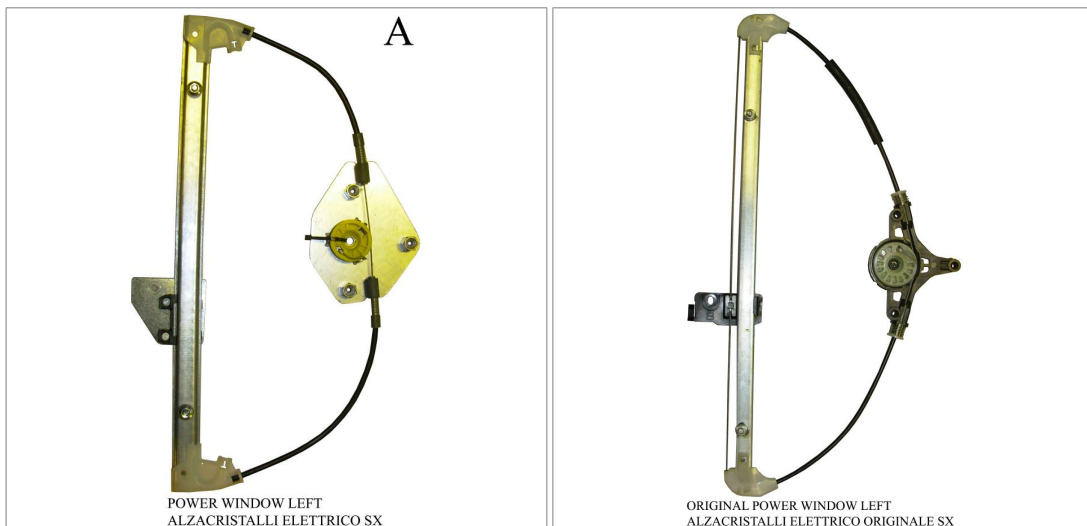 A
POWER WINDOW LEFT
ALZACRISTALLI ELETTRICO SX
ORIGINAL POWER WINDOW LEFT
ALZACRISTALLI ELETTRICO ORIGINALE SX